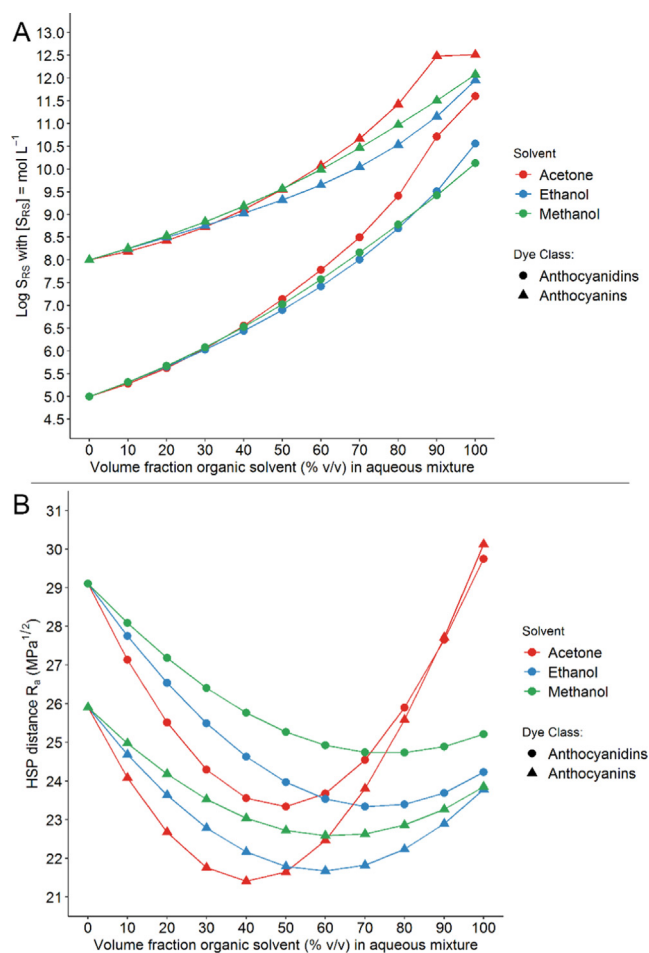 A
13.0
12.5
12.0
11.5
11.0
10.5
10.0
9.5
9.0
8.5
8.0
7.5
7.0
6.5
6.0
5.5
5.0
4.5
Log S_RS with [S_RS] = mol L⁻¹
0 10 20 30 40 50 60 70 80 90 100
Volume fraction organic solvent (% v/v) in aqueous mixture
Solvent
Acetone
Ethanol
Methanol
Dye Class:
Anthocyanidins
Anthocyanins
B
31
30
29
28
27
26
25
24
23
22
21
HSP distance R_a (MPa^1/2)
0 10 20 30 40 50 60 70 80 90 100
Volume fraction organic solvent (% v/v) in aqueous mixture
Solvent
Acetone
Ethanol
Methanol
Dye Class:
Anthocyanidins
Anthocyanins